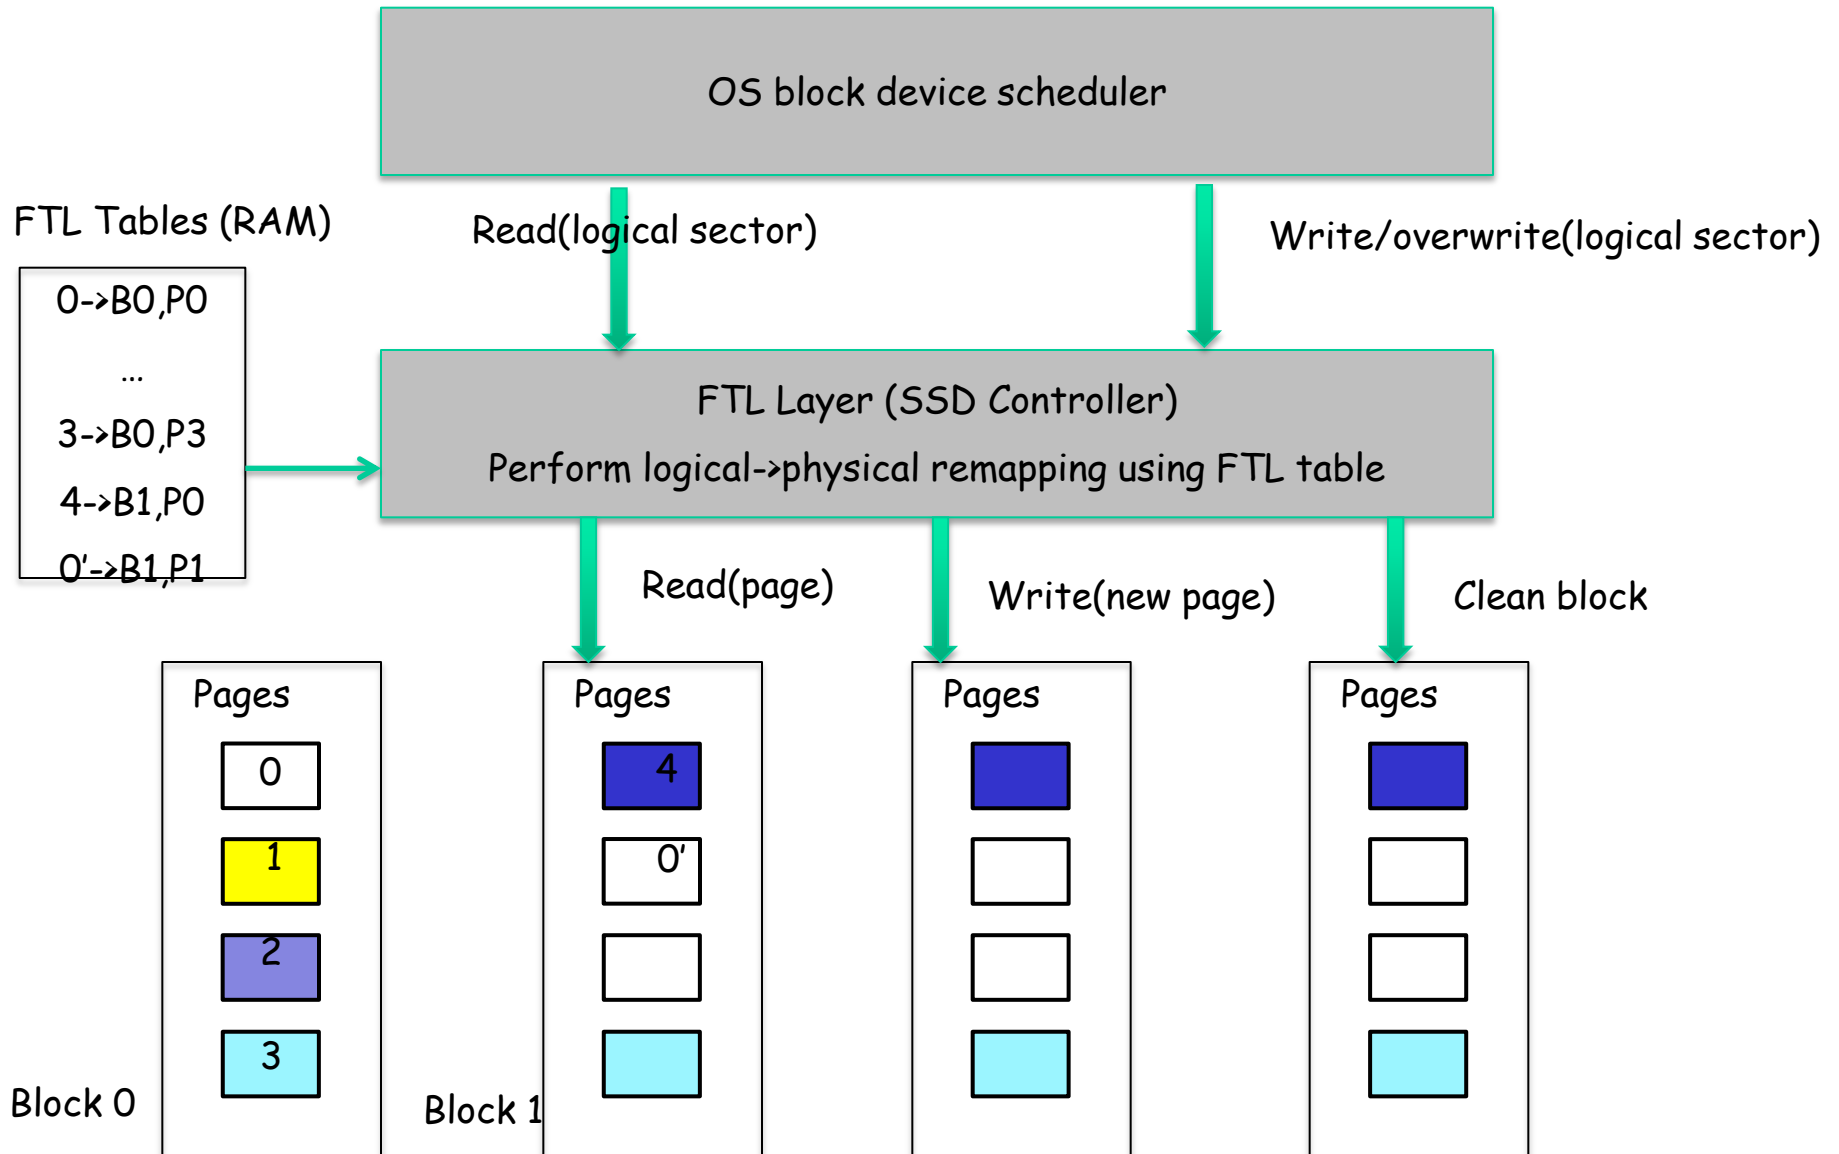 OS block device scheduler
FTL Tables (RAM)
Read(logical sector)
Write/overwrite(logical sector)
0->B0,P0
...
3->B0,P3
4->B1,P0
0'->B1,P1
FTL Layer (SSD Controller)
Perform logical->physical remapping using FTL table
Read(page)
Write(new page)
Clean block
Pages
0
1
2
3
Block 0
Pages
4
0'
Block 1
Pages
Pages